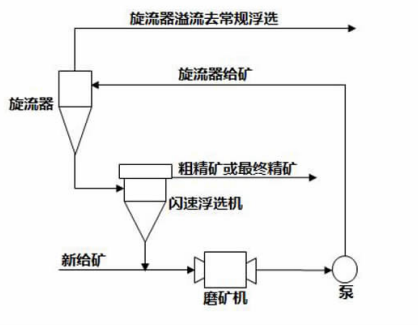 旋流器溢流去常规浮选
旋流器给矿
旋流器
粗精矿或最终精矿
闪速浮选机
新给矿
磨矿机
泵